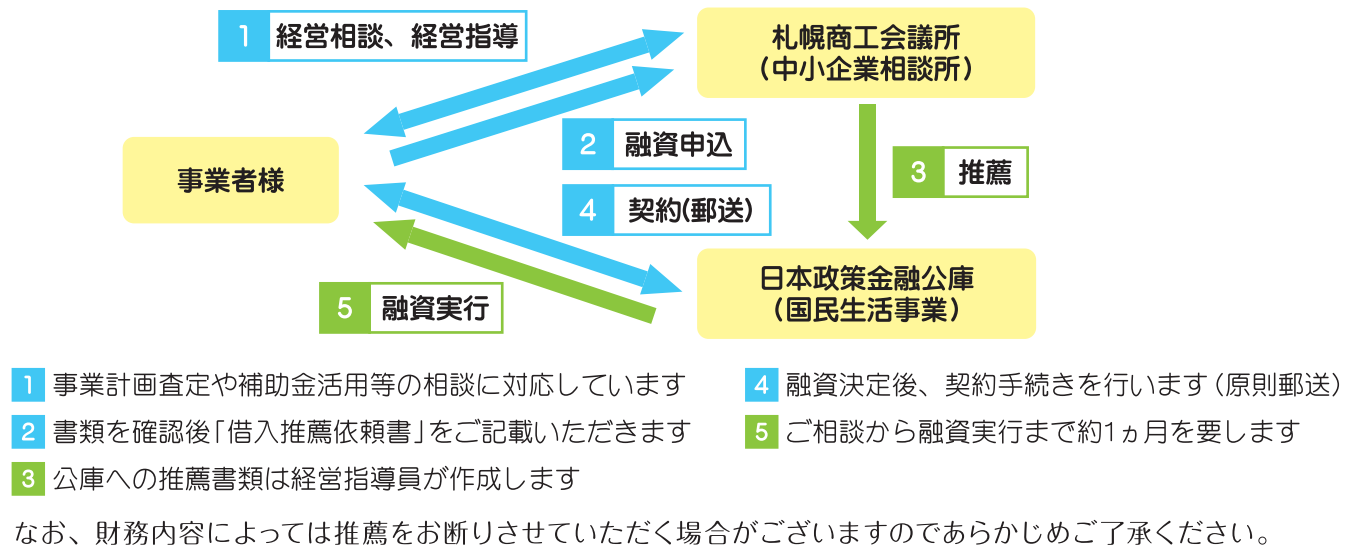 1 経営相談、経営指導
札幌商工会議所
（中小企業相談所）
2 融資申込
事業者様
3 推薦
4 契約(郵送)
日本政策金融公庫
（国民生活事業）
5 融資実行
1 事業計画査定や補助金活用等の相談に対応しています
2 書類を確認後「借入推薦依頼書」をご記載いただきます
3 公庫への推薦書類は経営指導員が作成します
4 融資決定後、契約手続きを行います（原則郵送）
5 ご相談から融資実行まで約1ヵ月を要します
なお、財務内容によっては推薦をお断りさせていただく場合がございますのであらかじめご了承ください。